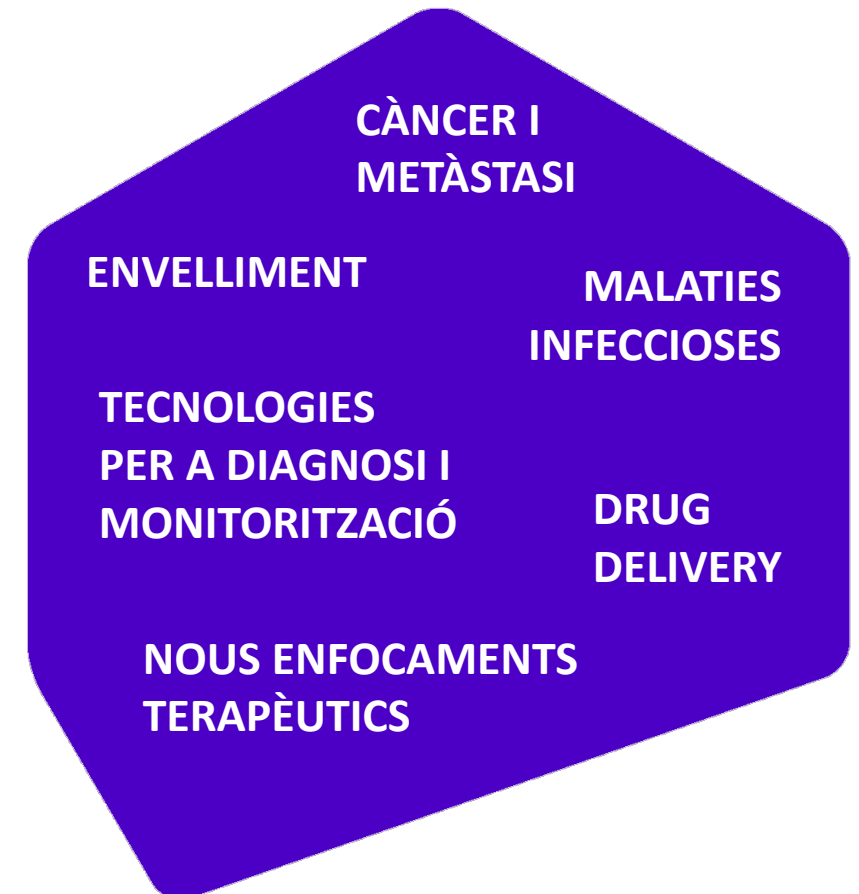 CÀNCER I
METÀSTASI
ENVELLIMENT
MALATIES
INFECCIOSES
TECNOLOGIES
PER A DIAGNOSI I
MONITORITZACIÓ
DRUG
DELIVERY
NOUS ENFOCAMENTS
TERAPÈUTICS